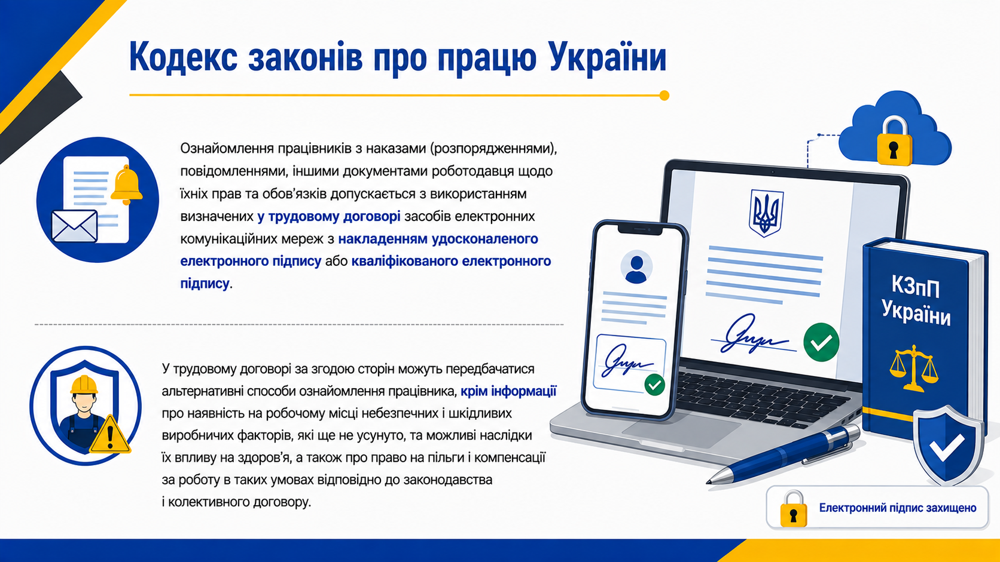 Кодекс законів про працю України
Ознайомлення працівників з наказами (розпорядженнями),
повідомленнями, іншими документами роботодавця щодо
їхніх прав та обов'язків допускається з використанням
визначених у трудовому договорі засобів електронних
комунікаційних мереж з накладенням удосконаленого
електронного підпису або кваліфікованого електронного
підпису.
У трудовому договорі за згодою сторін можуть передбачатися
альтернативні способи ознайомлення працівника, крім інформації
про наявність на робочому місці небезпечних і шкідливих
виробничих факторів, які ще не усунуто, та можливі наслідки
їх впливу на здоров'я, а також про право на пільги і компенсації
за роботу в таких умовах відповідно до законодавства
і колективного договору.
КЗпП
України
Електронний підпис захищено